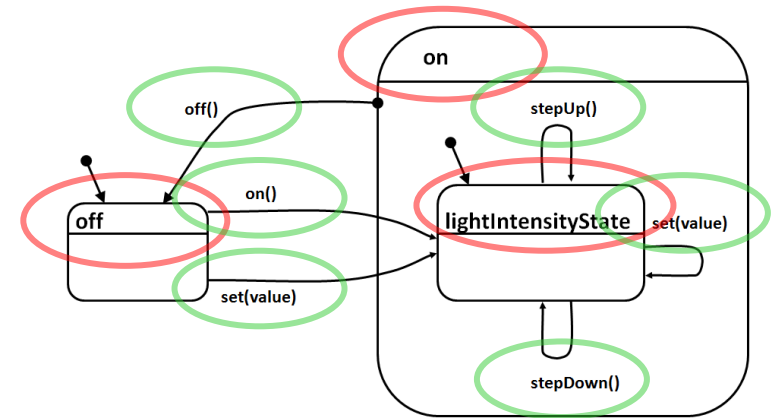 on
off()
stepUp()
on()
off
lightIntensityState
set(value)
set(value)
stepDown()